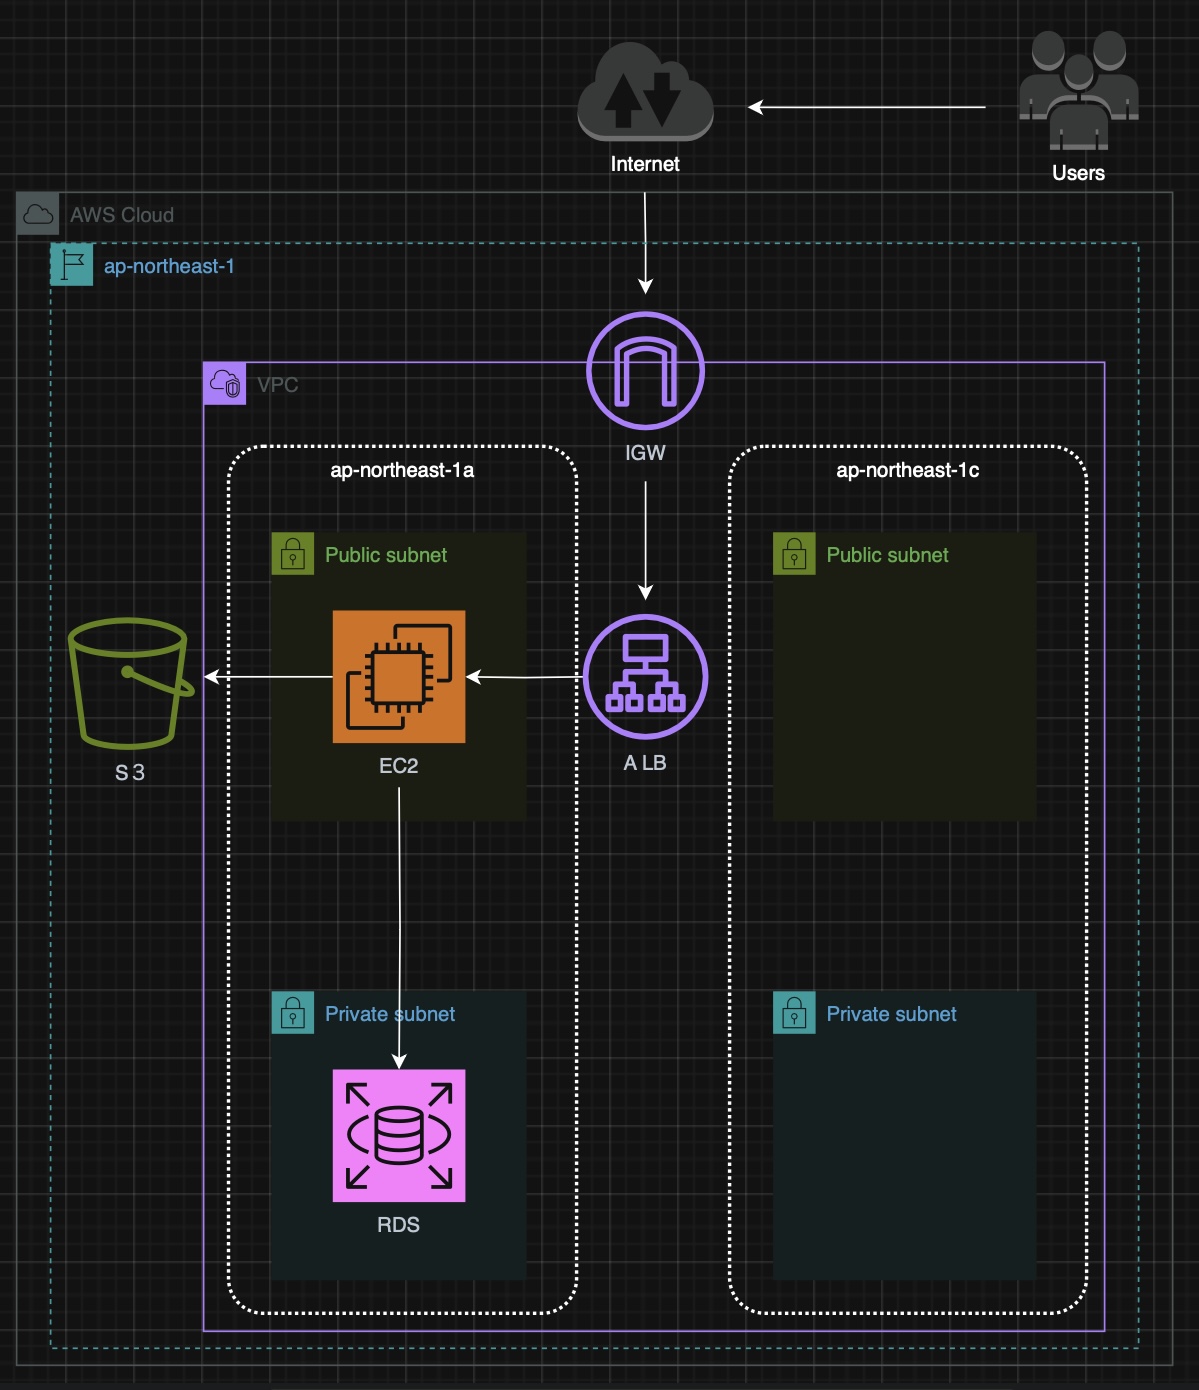 Internet
Users
AWS Cloud
ap-northeast-1
VPC
IGW
ap-northeast-1a
ap-northeast-1c
Public subnet
Public subnet
S3
EC2
A LB
Private subnet
Private subnet
RDS